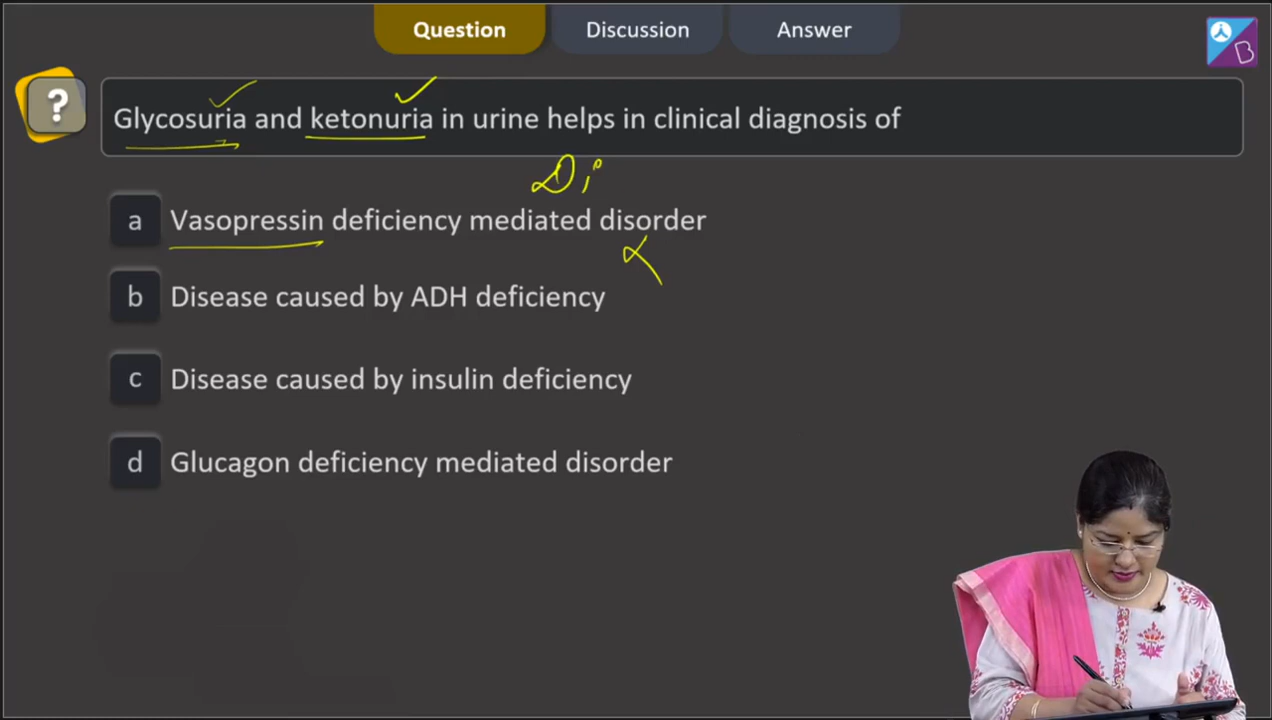 Question
Discussion
Answer
B
?
Glycosuria and ketonuria in urine helps in clinical diagnosis of
Di
a Vasopressin deficiency mediated disorder
b Disease caused by ADH deficiency
c Disease caused by insulin deficiency
d Glucagon deficiency mediated disorder